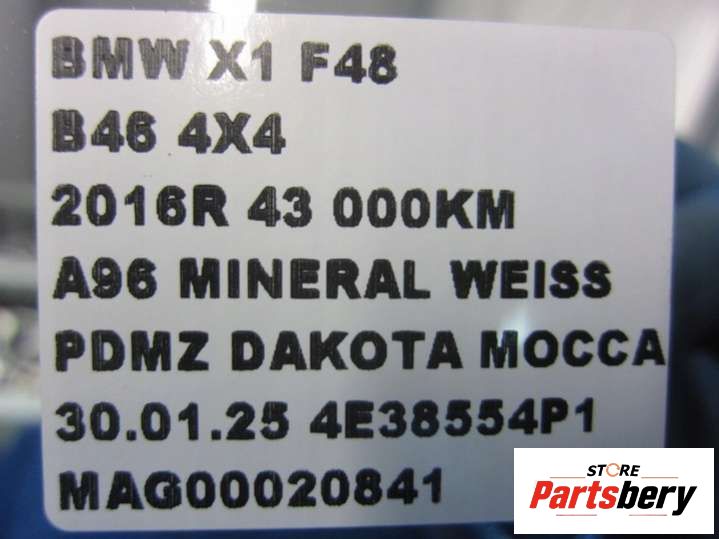 BMW X1 F48
B46 4X4
2016R 43 000KM
A96 MINERAL WEISS
PDMZ DAKOTA MOCCA
30.01.25 4E38554P1
MAG00020841
STORE
Partsbery